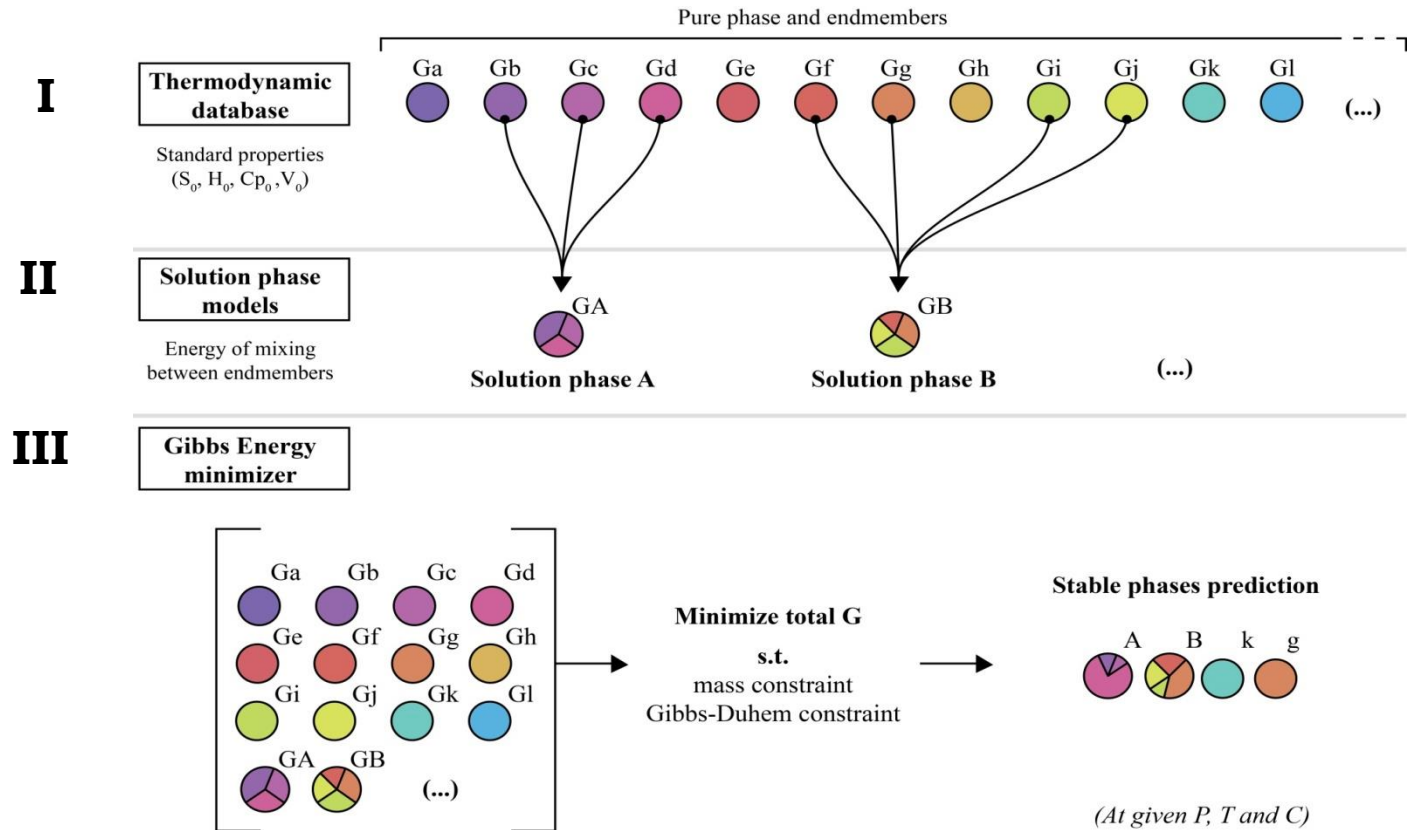 Pure phase and endmembers
I
Thermodynamic
database
Ga Gb Gc Gd Ge Gf Gg Gh Gi Gj Gk Gl
(...)
Standard properties
(S₀, H₀, Cp₀ ,V₀)
II
Solution phase
models
Energy of mixing
between endmembers
GA
Solution phase A
GB
Solution phase B
(...)
III
Gibbs Energy
minimizer
Ga Gb Gc Gd
Ge Gf Gg Gh
Gi Gj Gk Gl
GA GB (...)
Minimize total G
s.t.
mass constraint
Gibbs-Duhem constraint
Stable phases prediction
A B k g
(At given P, T and C)